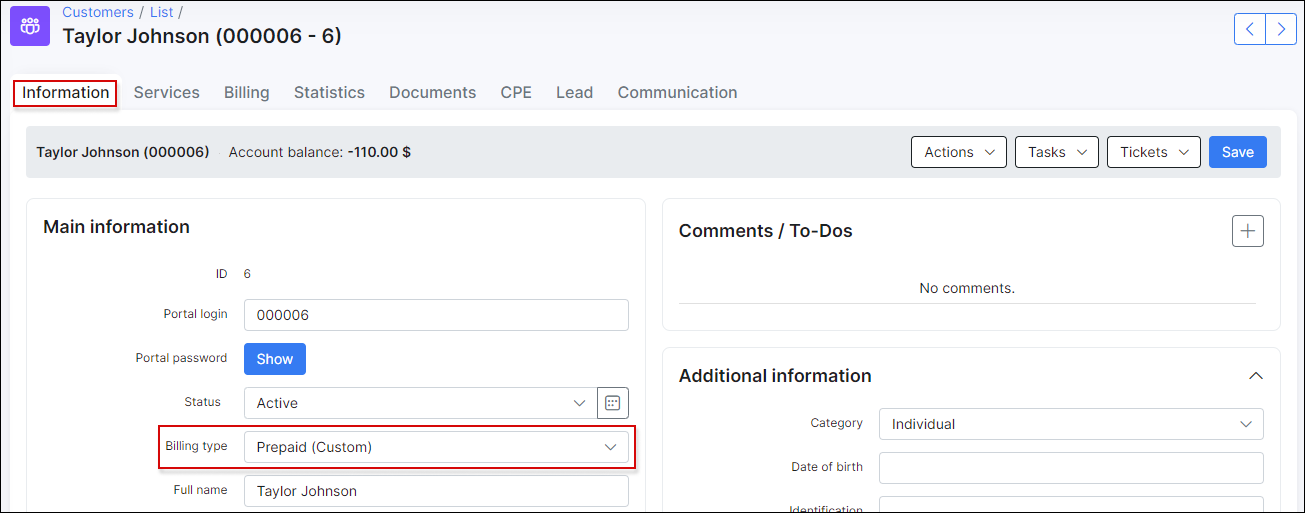 Customers / List /
Taylor Johnson (000006 - 6)
Information Services Billing Statistics Documents CPE Lead Communication
Taylor Johnson (000006) Account balance: -110.00 $ Actions Tasks Tickets Save
Main information
ID 6
Portal login 000006
Portal password Show
Status Active
Billing type Prepaid (Custom)
Full name Taylor Johnson
Comments / To-Dos
No comments.
Additional information
Category Individual
Date of birth
Identification